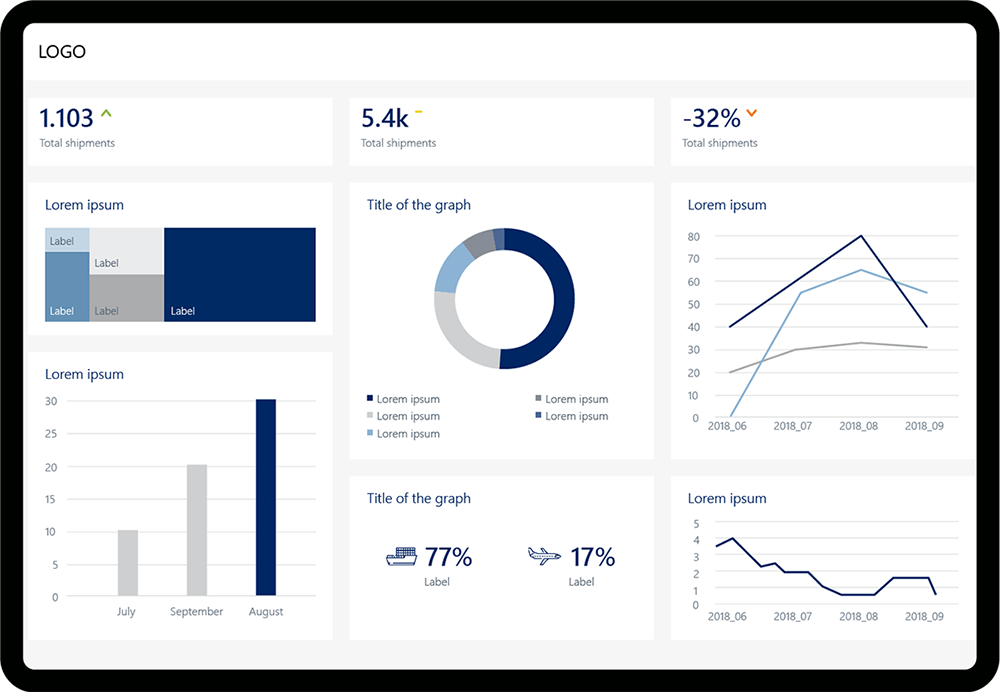 LOGO
1.103
Total shipments
5.4k
Total shipments
-32%
Total shipments
Lorem ipsum
Label
Label
Label
Label
Label
Title of the graph
Lorem ipsum
Lorem ipsum
Lorem ipsum
Lorem ipsum
Lorem ipsum
Lorem ipsum
80
70
60
50
40
30
20
10
0
2018_06 2018_07 2018_08 2018_09
Lorem ipsum
30
25
20
15
10
5
0
July September August
Title of the graph
77%
Label
17%
Label
Lorem ipsum
5
4
3
2
1
0
2018_06 2018_07 2018_08 2018_09